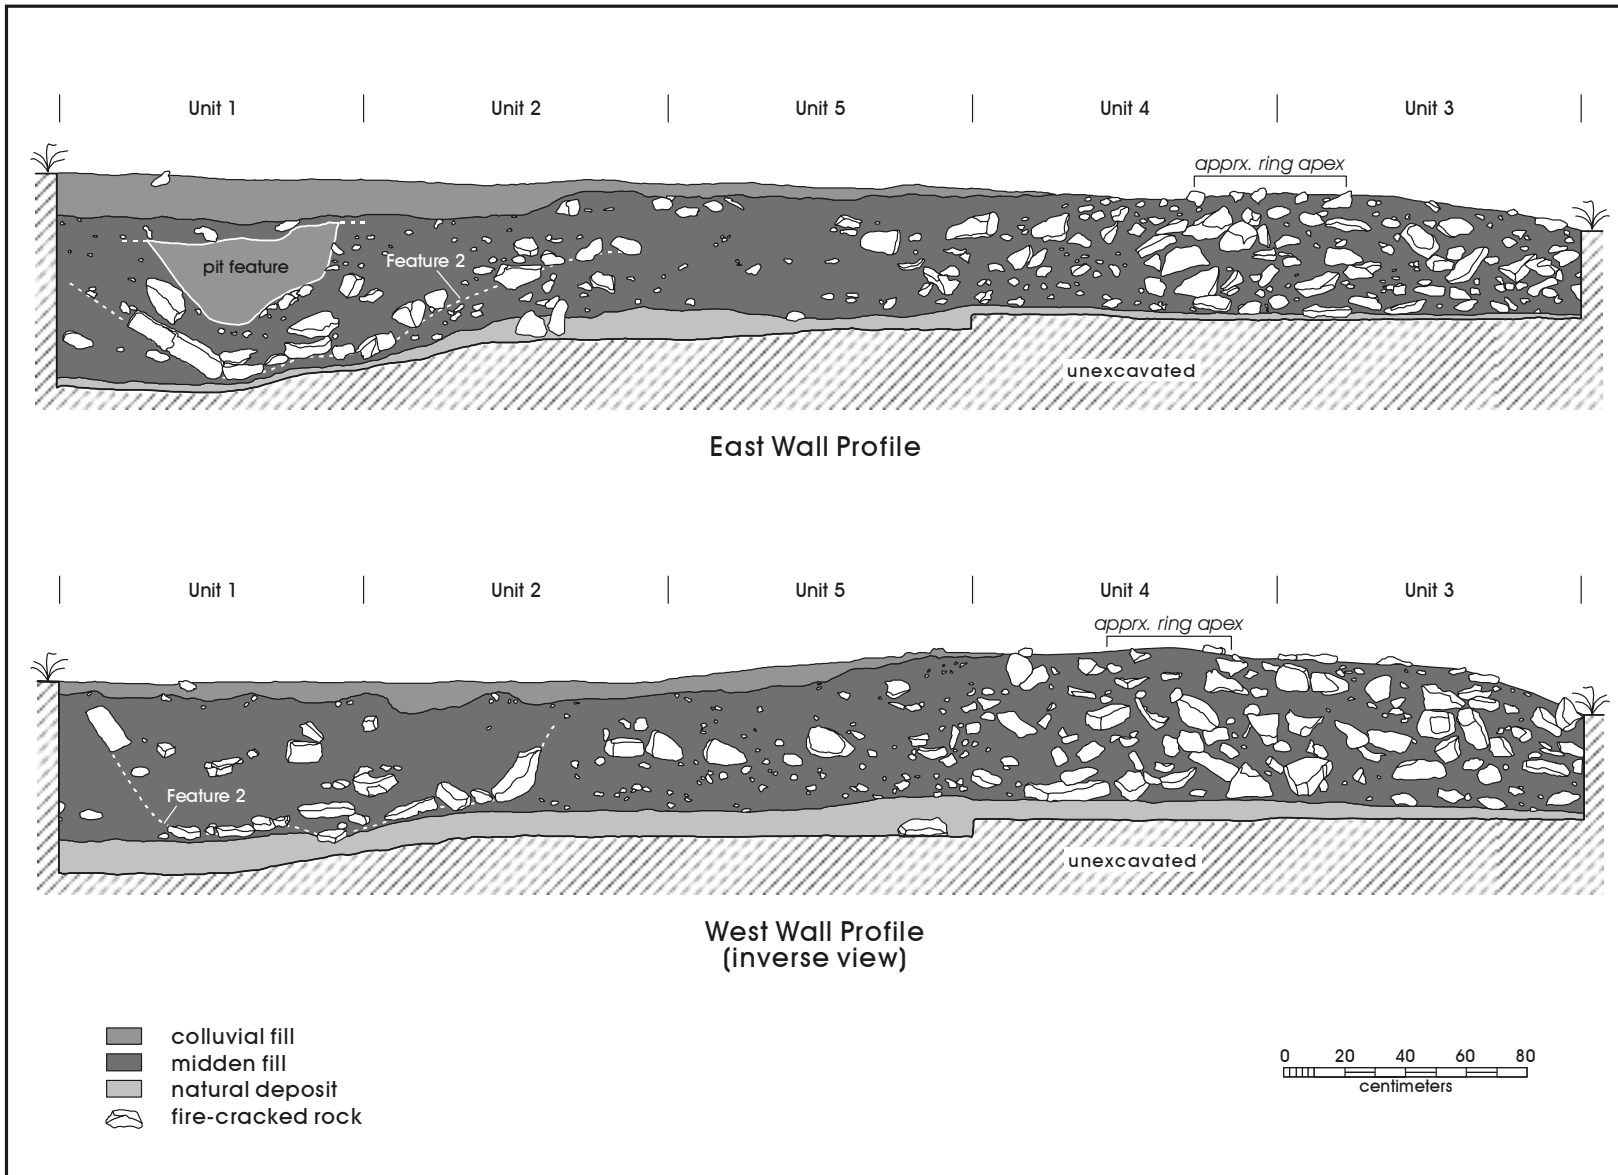 Unit 1 Unit 2 Unit 5 Unit 4 Unit 3
apprx. ring apex
pit feature
Feature 2
unexcavated
East Wall Profile
Unit 1 Unit 2 Unit 5 Unit 4 Unit 3
apprx. ring apex
Feature 2
unexcavated
West Wall Profile
(inverse view)
colluvial fill
midden fill
natural deposit
fire-cracked rock
0 20 40 60 80
centimeters